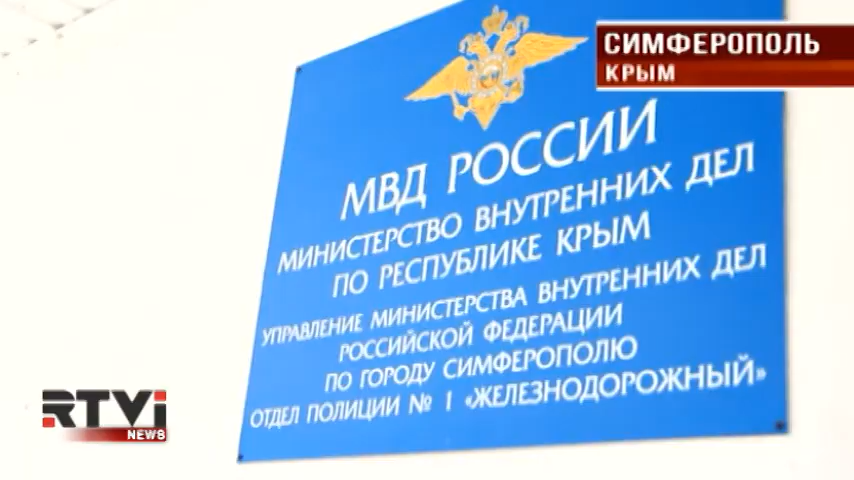 СИМФЕРОПОЛЬ
КРЫМ
МВД РОССИИ
МИНИСТЕРСТВО ВНУТРЕННИХ ДЕЛ
ПО РЕСПУБЛИКЕ КРЫМ
УПРАВЛЕНИЕ МИНИСТЕРСТВА ВНУТРЕННИХ ДЕЛ
РОССИЙСКОЙ ФЕДЕРАЦИИ
ПО ГОРОДУ СИМФЕРОПОЛЮ
ОТДЕЛ ПОЛИЦИИ № 1 «ЖЕЛЕЗНОДОРОЖНЫЙ»
RTVi
NEWS